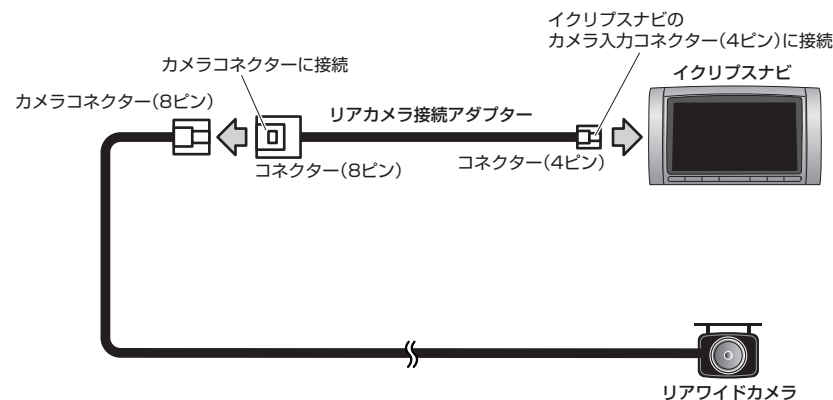 イクリプスナビの
カメラ入力コネクター(4ピン)に接続
カメラコネクターに接続
イクリプスナビ
カメラコネクター(8ピン)
リアカメラ接続アダプター
コネクター(8ピン)
コネクター(4ピン)
リアワイドカメラ